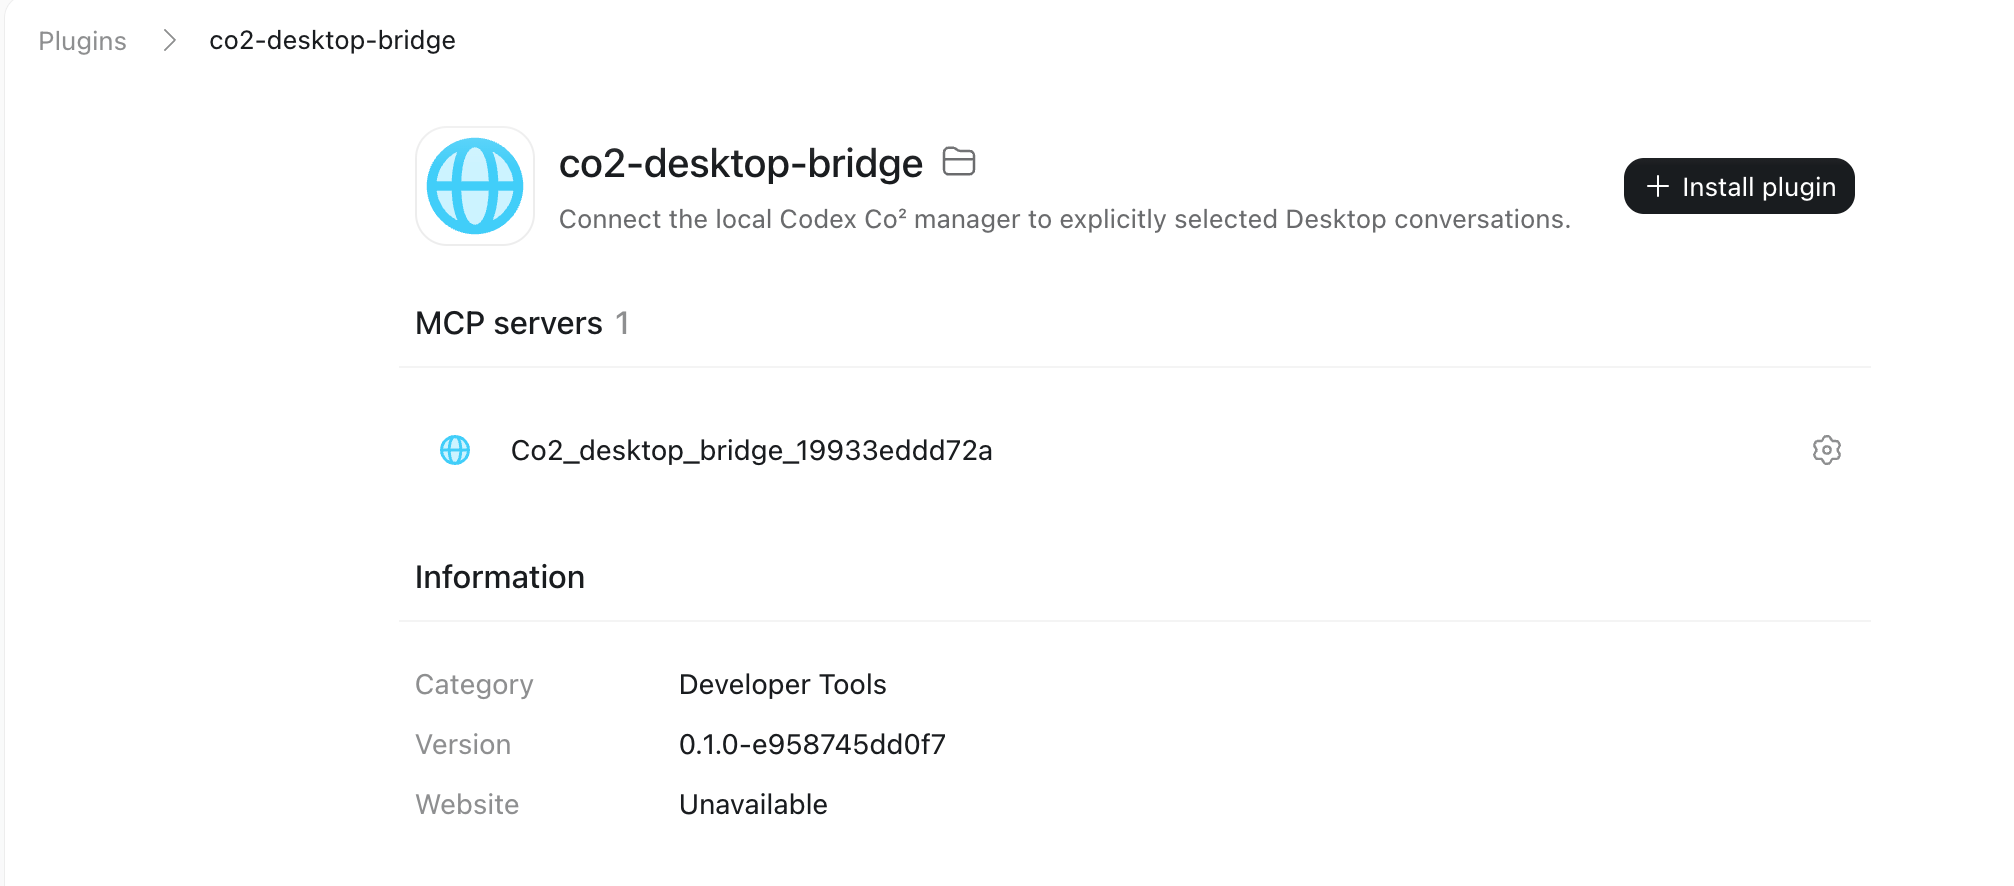 Plugins > co2-desktop-bridge
co2-desktop-bridge
Connect the local Codex Co² manager to explicitly selected Desktop conversations.
+ Install plugin
MCP servers 1
Co2_desktop_bridge_19933eddd72a
Information
Category Developer Tools
Version 0.1.0-e958745dd0f7
Website Unavailable